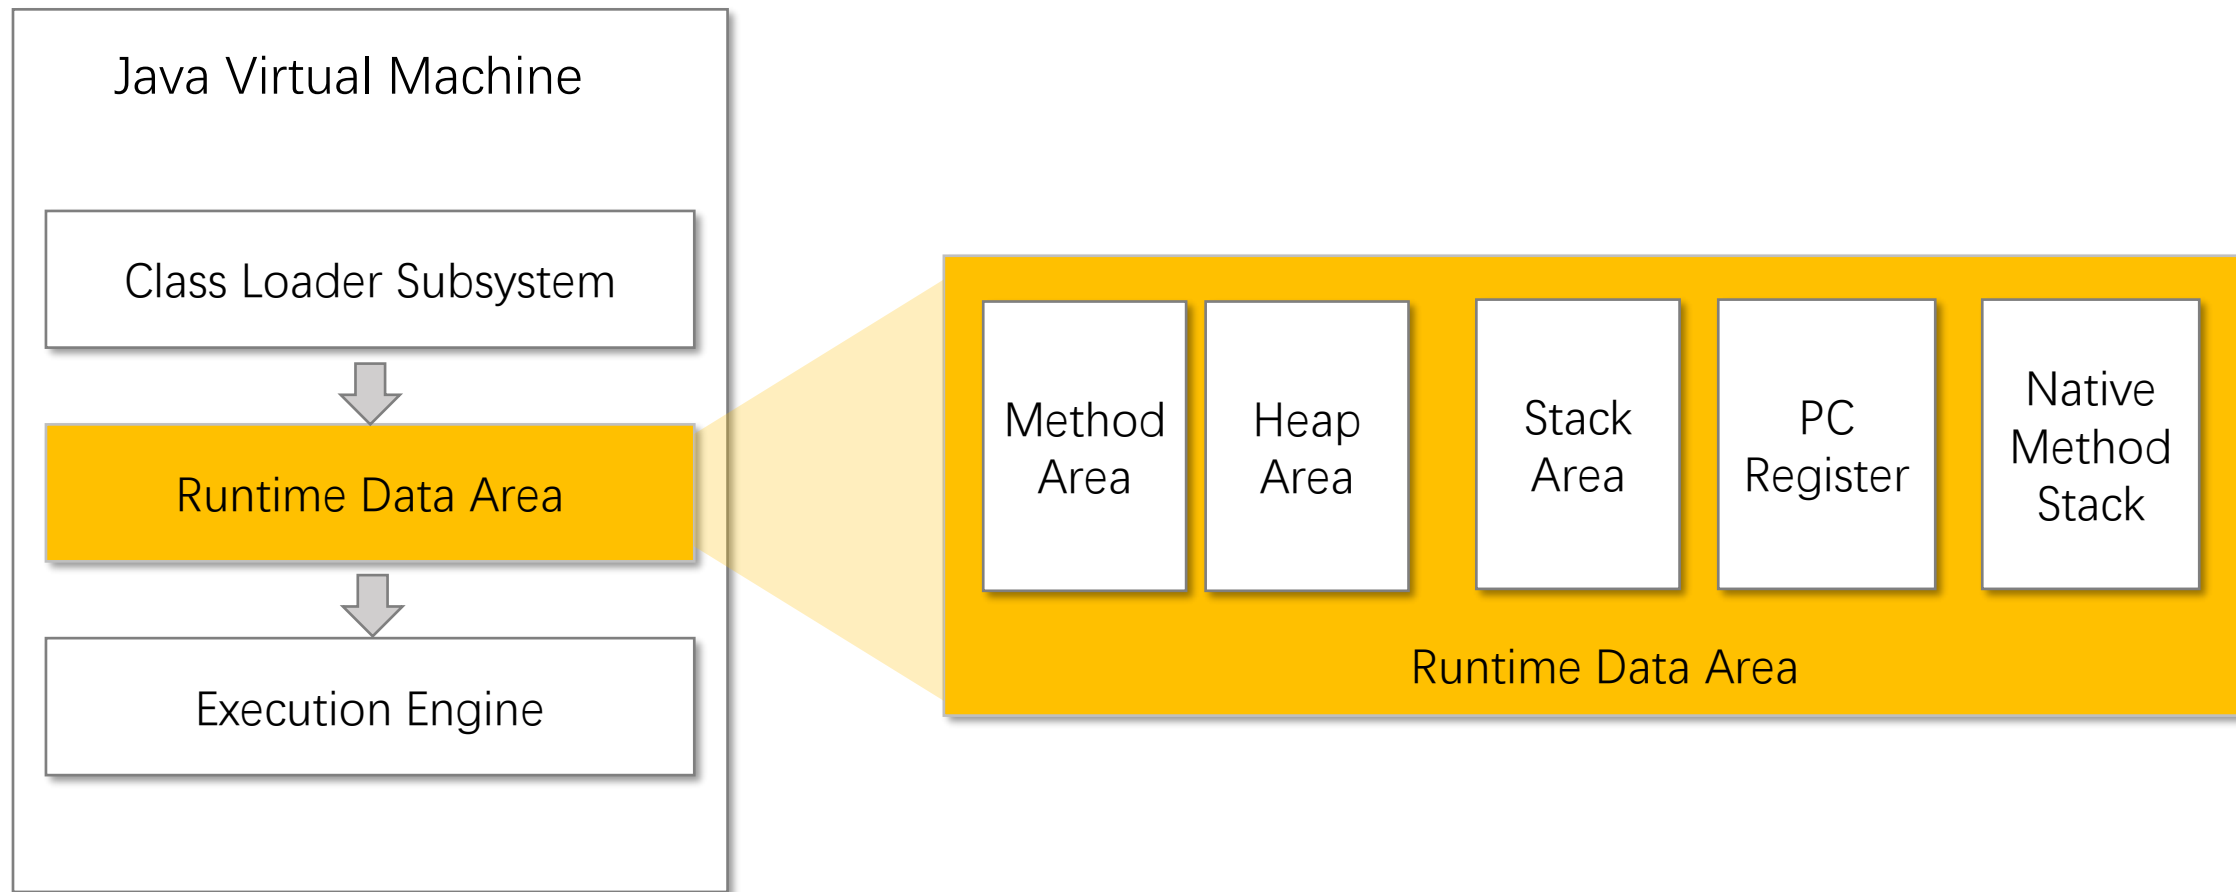 Java Virtual Machine
Class Loader Subsystem
Runtime Data Area
Execution Engine
Method
Area
Heap
Area
Stack
Area
PC
Register
Native
Method
Stack
Runtime Data Area